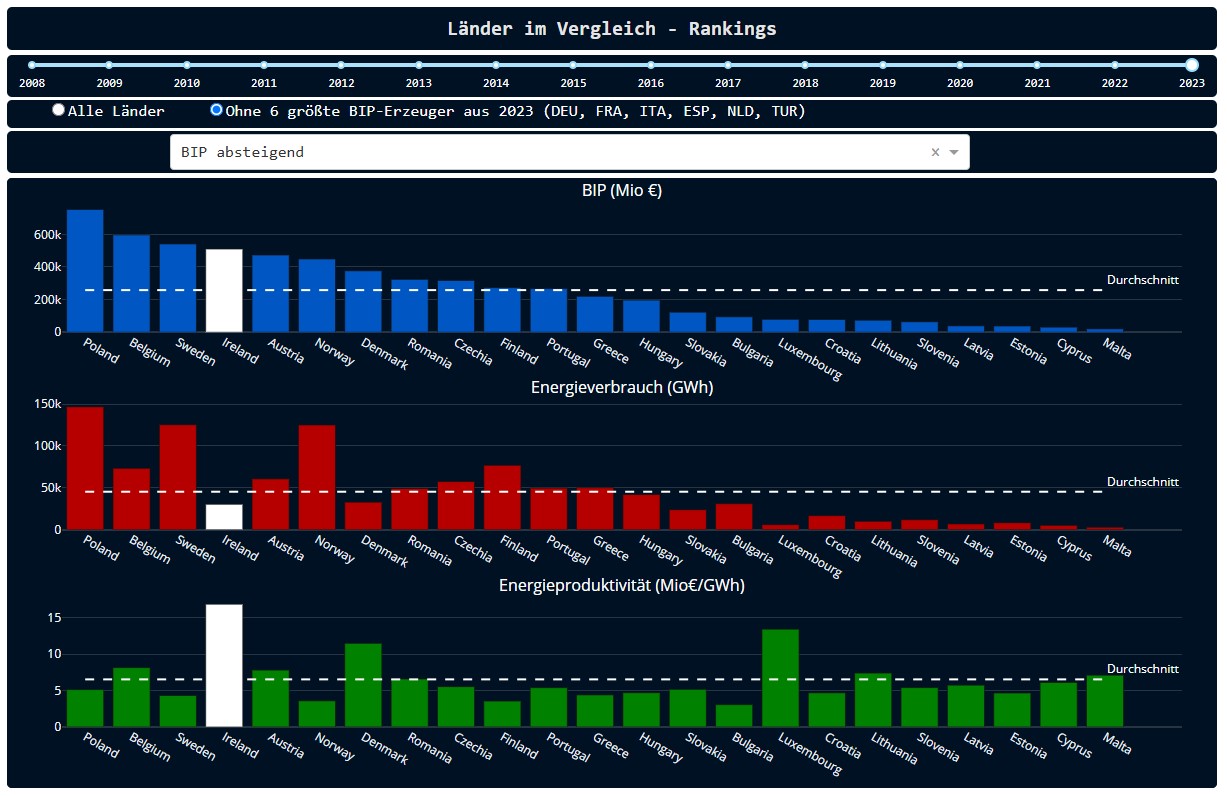 Länder im Vergleich - Rankings
2008 2009 2010 2011 2012 2013 2014 2015 2016 2017 2018 2019 2020 2021 2022 2023
Alle Länder Ohne 6 größte BIP-Erzeuger aus 2023 (DEU, FRA, ITA, ESP, NLD, TUR)
BIP absteigend ×
BIP (Mio €)
600k
400k
200k
0
Durchschnitt
Poland Belgium Sweden Ireland Austria Norway Denmark Romania Czechia Finland Portugal Greece Hungary Slovakia Bulgaria Luxembourg Croatia Lithuania Slovenia Latvia Estonia Cyprus Malta
Energieverbrauch (GWh)
150k
100k
50k
0
Durchschnitt
Poland Belgium Sweden Ireland Austria Norway Denmark Romania Czechia Finland Portugal Greece Hungary Slovakia Bulgaria Luxembourg Croatia Lithuania Slovenia Latvia Estonia Cyprus Malta
Energieproduktivität (Mio€/GWh)
15
10
5
0
Durchschnitt
Poland Belgium Sweden Ireland Austria Norway Denmark Romania Czechia Finland Portugal Greece Hungary Slovakia Bulgaria Luxembourg Croatia Lithuania Slovenia Latvia Estonia Cyprus Malta